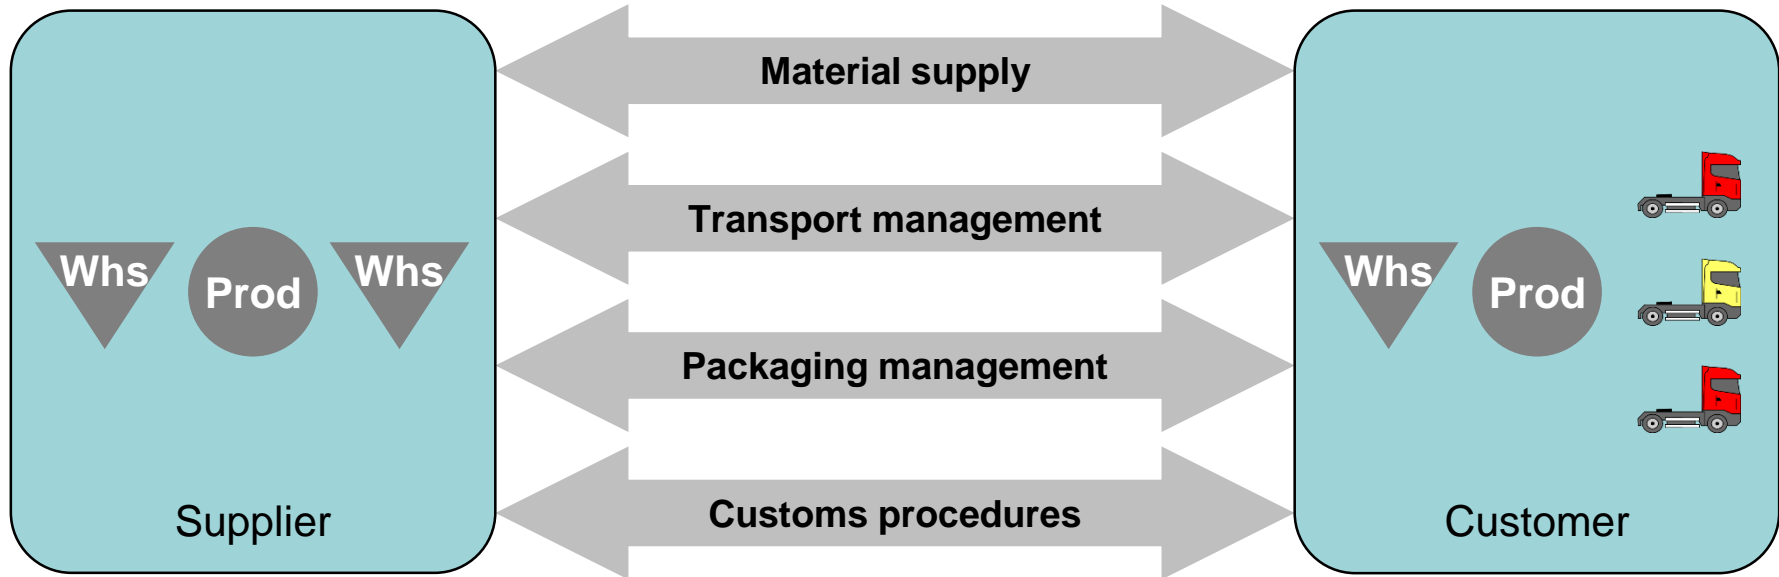 Material supply
Transport management
Whs
Prod
Whs
Whs
Prod
Packaging management
Supplier
Customs procedures
Customer